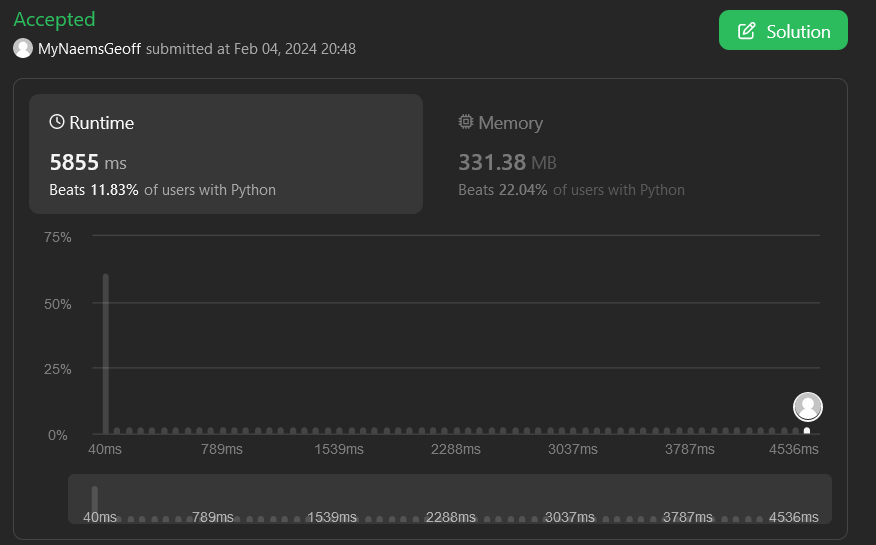 Accepted
MyNaemsGeoff submitted at Feb 04, 2024 20:48
Solution
Runtime
5855 ms
Beats 11.83% of users with Python
Memory
331.38 MB
Beats 22.04% of users with Python
75%
50%
25%
0%
40ms 789ms 1539ms 2288ms 3037ms 3787ms 4536ms
40ms 789ms 1539ms 2288ms 3037ms 3787ms 4536ms